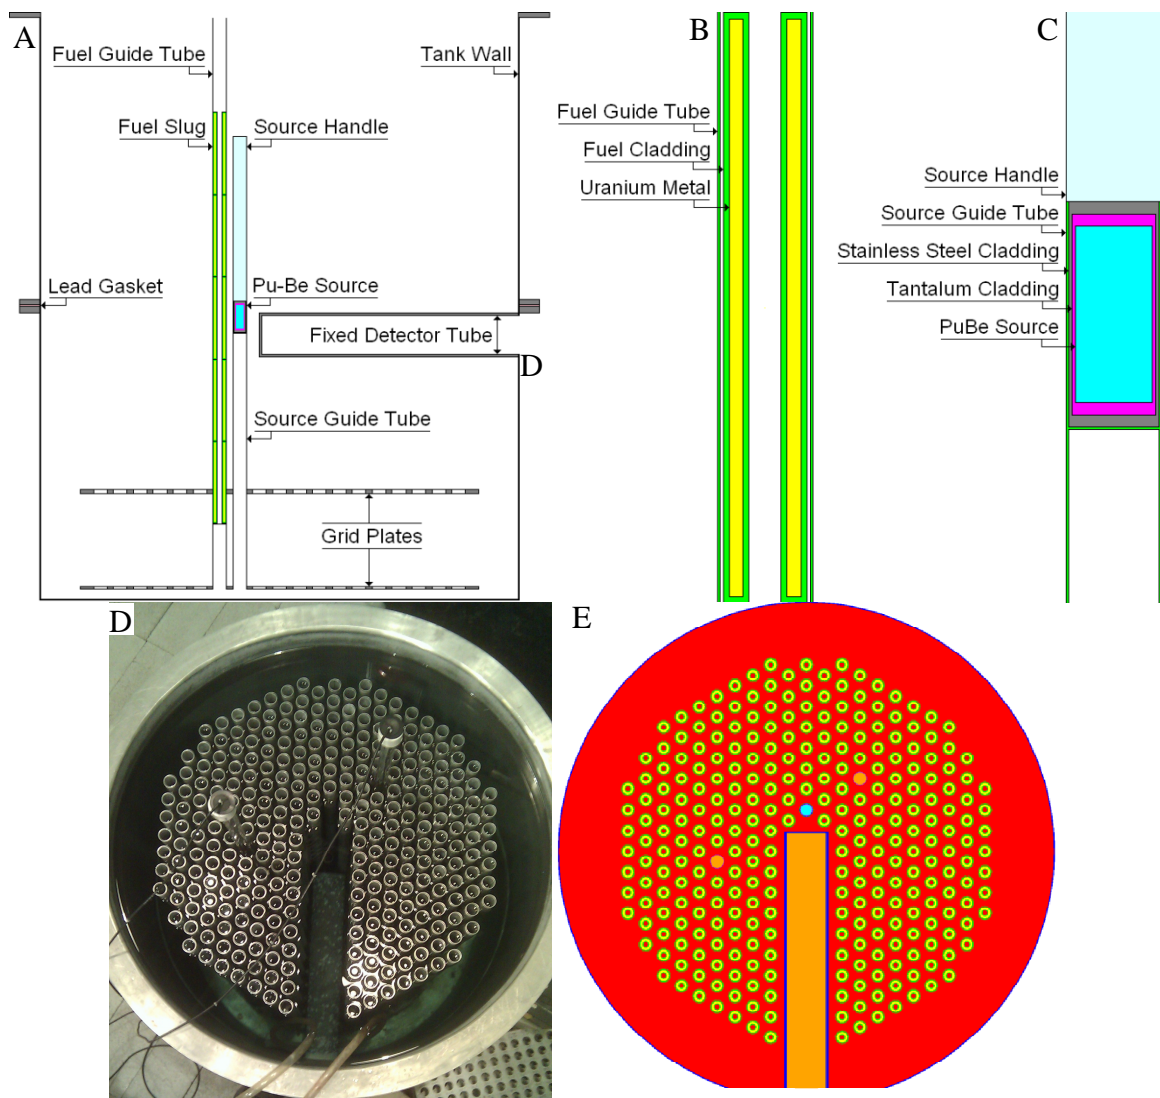 A
Fuel Guide Tube
Tank Wall
Fuel Slug
Source Handle
Lead Gasket
Pu-Be Source
Fixed Detector Tube
D
Source Guide Tube
Grid Plates
B
Fuel Guide Tube
Fuel Cladding
Uranium Metal
C
Source Handle
Source Guide Tube
Stainless Steel Cladding
Tantalum Cladding
PuBe Source
D
E